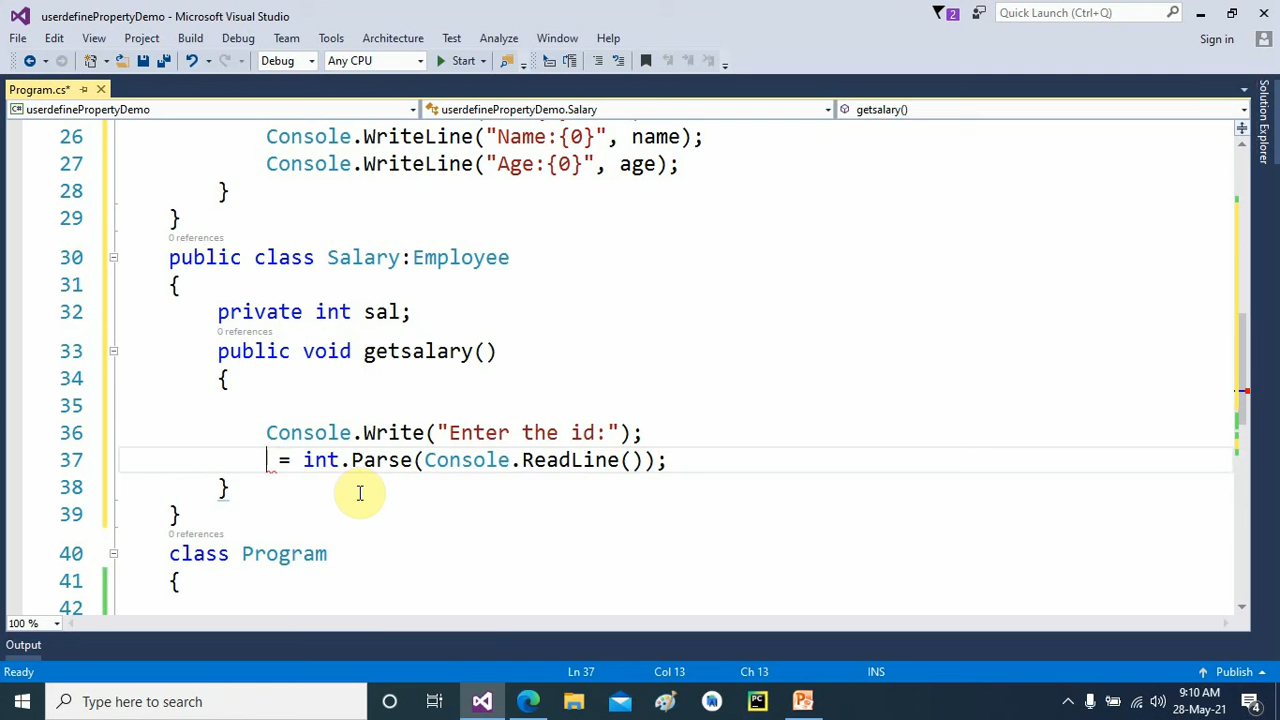 userdefinePropertyDemo - Microsoft Visual Studio
2
Quick Launch (Ctrl+Q)
File Edit View Project Build Debug Team Tools Architecture Test Analyze Window Help
Sign in
Debug Any CPU Start
Program.cs*
userdefinePropertyDemo userdefinePropertyDemo.Salary getsalary()
Solution Explorer
26 Console.WriteLine("Name:{0}", name);
27 Console.WriteLine("Age:{0}", age);
28 }
29 }
0 references
30 public class Salary:Employee
31 {
32 private int sal;
0 references
33 public void getsalary()
34 {
35
36 Console.Write("Enter the id:");
37 = int.Parse(Console.ReadLine());
38 }
39 }
0 references
40 class Program
41 {
42
100 %
Output
Ready Ln 37 Col 13 Ch 13 INS Publish
Type here to search
PC
9:10 AM
28-May-21
4